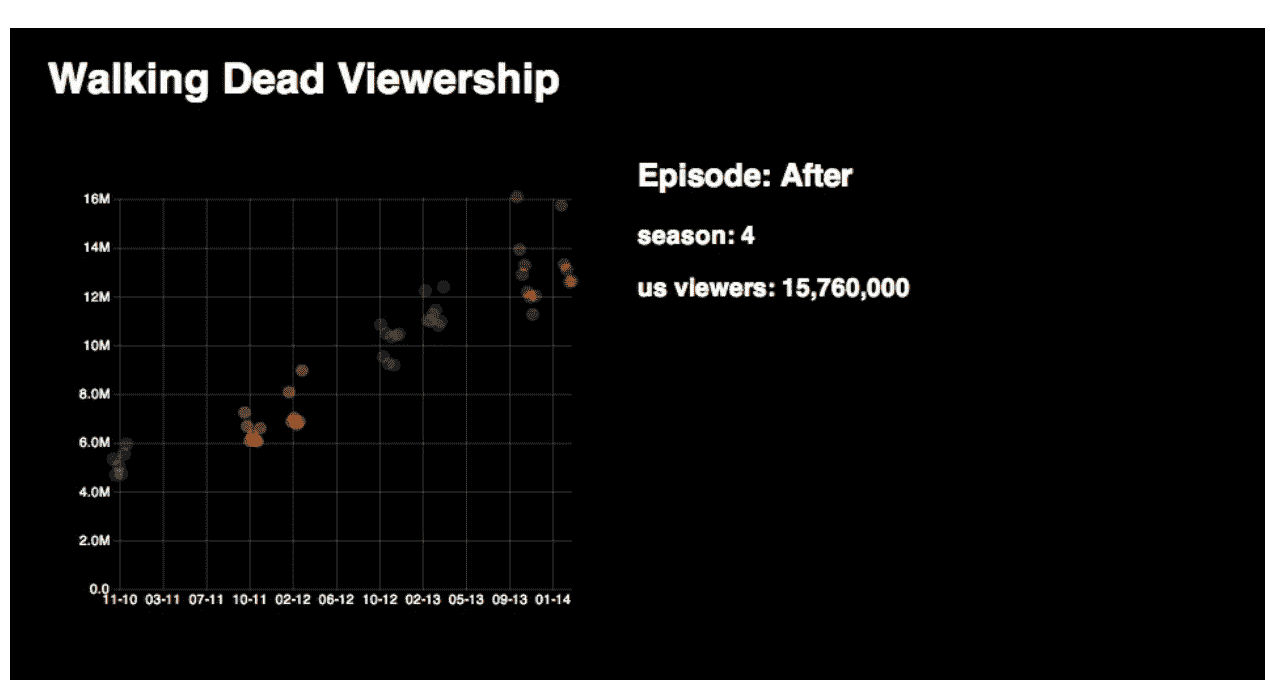 Walking Dead Viewership
Episode: After
season: 4
us viewers: 15,760,000
16M
14M
12M
10M
8.0M
6.0M
4.0M
2.0M
0.0
11-10 03-11 07-11 10-11 02-12 06-12 10-12 02-13 05-13 09-13 01-14